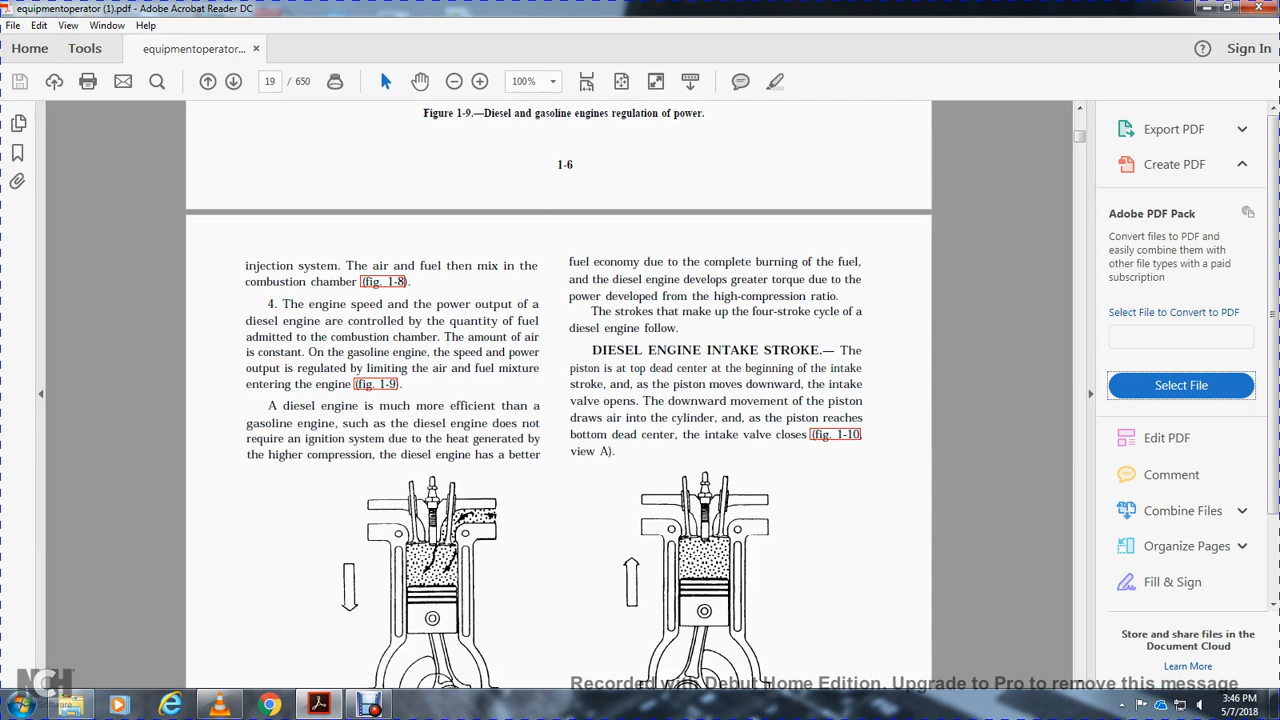 equipmentoperator (1).pdf - Adobe Acrobat Reader DC
File Edit View Window Help
Home Tools equipmentoperator... × Sign In
19 / 650 100%
Figure 1-9.—Diesel and gasoline engines regulation of power.
1-6
injection system. The air and fuel then mix in the
combustion chamber (fig. 1-8).
4. The engine speed and the power output of a
diesel engine are controlled by the quantity of fuel
admitted to the combustion chamber. The amount of air
is constant. On the gasoline engine, the speed and power
output is regulated by limiting the air and fuel mixture
entering the engine (fig. 1-9).
A diesel engine is much more efficient than a
gasoline engine, such as the diesel engine does not
require an ignition system due to the heat generated by
the higher compression, the diesel engine has a better
fuel economy due to the complete burning of the fuel,
and the diesel engine develops greater torque due to the
power developed from the high-compression ratio.
The strokes that make up the four-stroke cycle of a
diesel engine follow.
DIESEL ENGINE INTAKE STROKE.— The
piston is at top dead center at the beginning of the intake
stroke, and, as the piston moves downward, the intake
valve opens. The downward movement of the piston
draws air into the cylinder, and, as the piston reaches
bottom dead center, the intake valve closes (fig. 1-10,
view A).
Export PDF
Create PDF
Adobe PDF Pack
Convert files to PDF and
easily combine them with
other file types with a paid
subscription
Select File to Convert to PDF
Select File
Edit PDF
Comment
Combine Files
Organize Pages
Fill & Sign
Store and share files in the
Document Cloud
Learn More
NCH
Software
Recorded with Debut Home Edition. Upgrade to Pro to remove this message
3:46 PM
5/7/2018